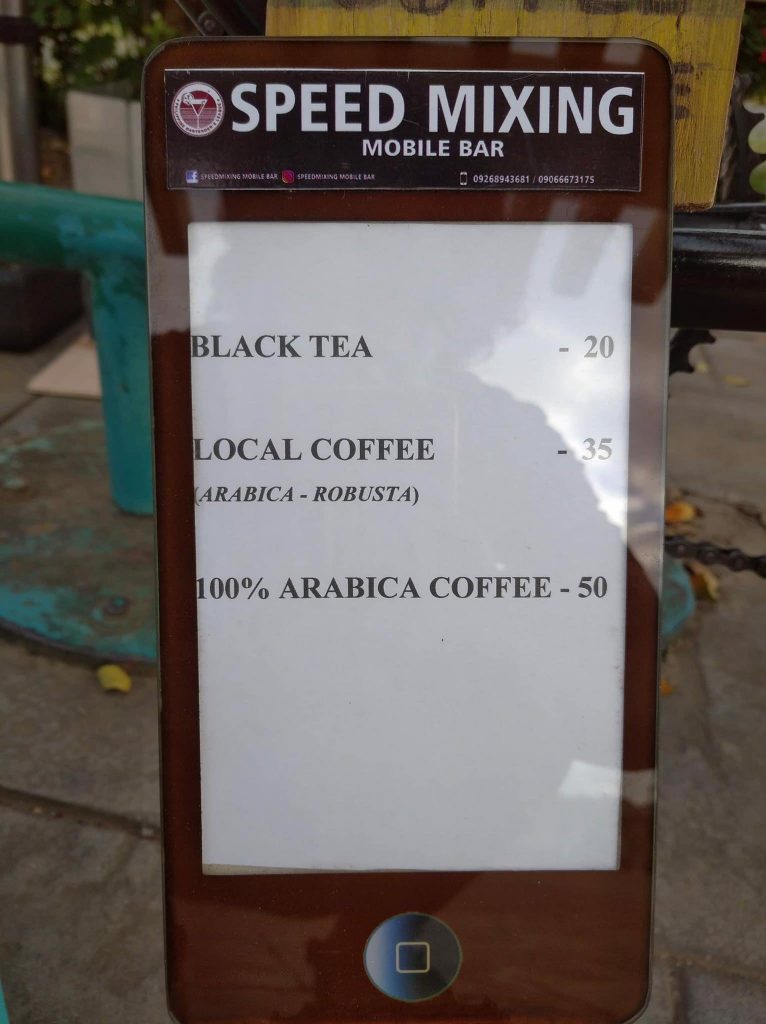 SPEED MIXING
MOBILE BAR
SPEEDMIXING MOBILE BAR SPEEDMIXING MOBILE BAR 09268943681 / 09066673175
BLACK TEA - 20
LOCAL COFFEE - 35
(ARABICA - ROBUSTA)
100% ARABICA COFFEE - 50